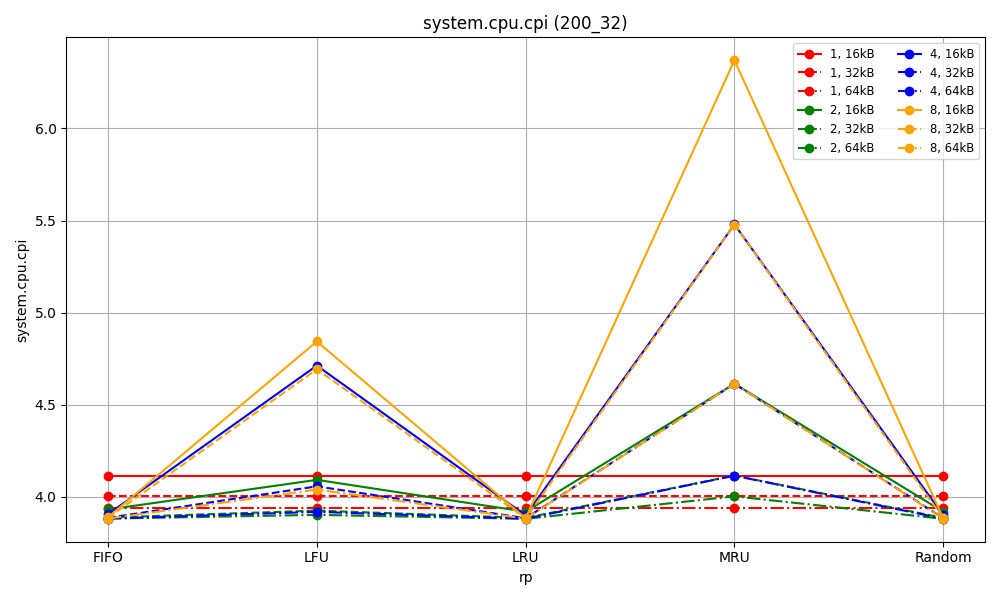 system.cpu.cpi (200_32)
1, 16kB
1, 32kB
1, 64kB
2, 16kB
2, 32kB
2, 64kB
4, 16kB
4, 32kB
4, 64kB
8, 16kB
8, 32kB
8, 64kB
system.cpu.cpi
6.0
5.5
5.0
4.5
4.0
FIFO
LFU
LRU
MRU
Random
rp